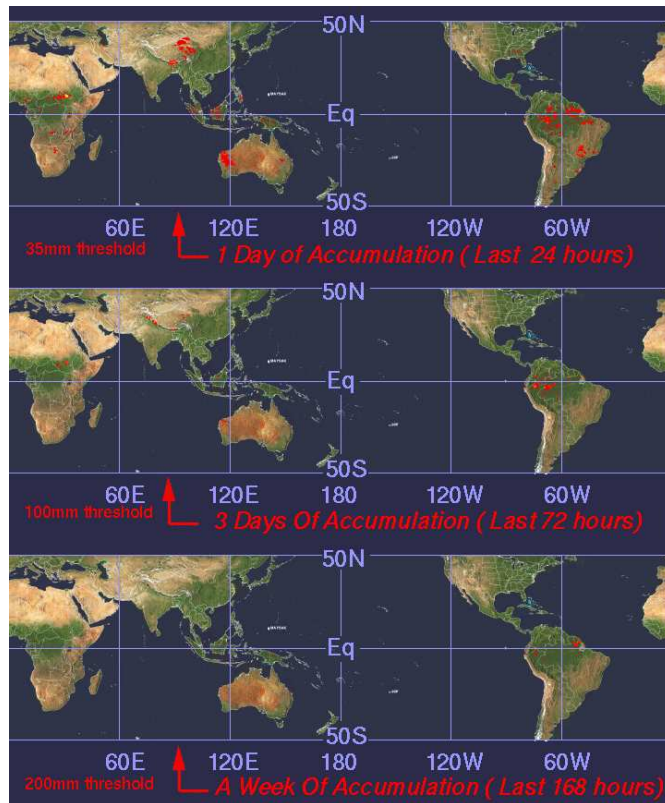 50N
Eq
50S
60E 120E 180 120W 60W
35mm threshold
1 Day of Accumulation ( Last 24 hours)
50N
Eq
50S
60E 120E 180 120W 60W
100mm threshold
3 Days Of Accumulation ( Last 72 hours)
50N
Eq
50S
60E 120E 180 120W 60W
200mm threshold
A Week Of Accumulation ( Last 168 hours)